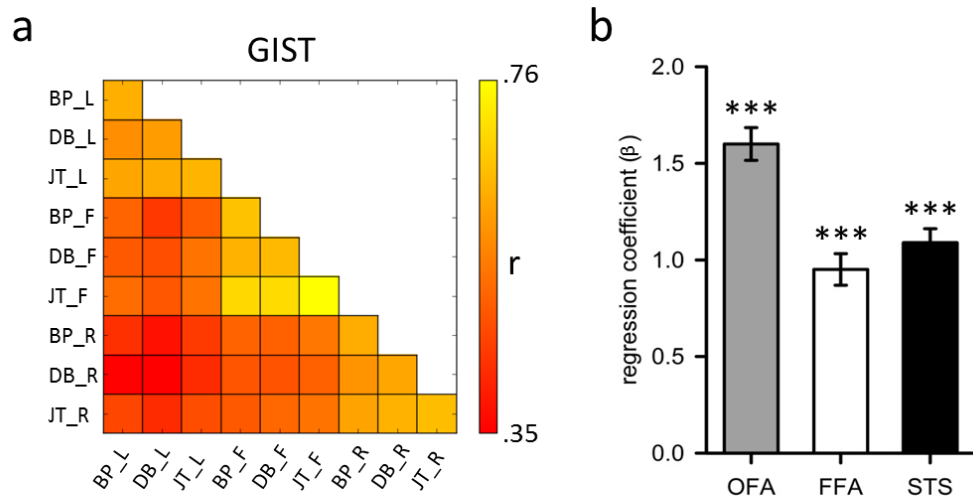 a
GIST
BP_L
DB_L
JT_L
BP_F
DB_F
JT_F
BP_R
DB_R
JT_R
BP_L
DB_L
JT_L
BP_F
DB_F
JT_F
BP_R
DB_R
JT_R
.76
r
.35
b
regression coefficient (β)
2.0
1.5
1.0
0.5
0.0
***
***
***
OFA
FFA
STS